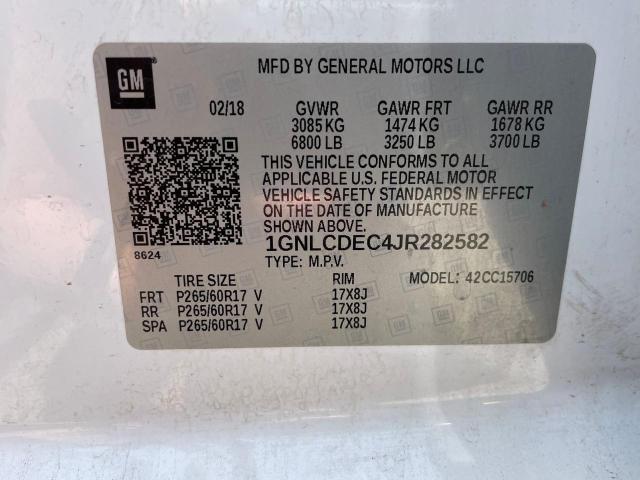 GM
MFD BY GENERAL MOTORS LLC
02/18 GVWR GAWR FRT GAWR RR
3085 KG 1474 KG 1678 KG
6800 LB 3250 LB 3700 LB
THIS VEHICLE CONFORMS TO ALL
APPLICABLE U.S. FEDERAL MOTOR
VEHICLE SAFETY STANDARDS IN EFFECT
ON THE DATE OF MANUFACTURE
SHOWN ABOVE.
1GNLCDEC4JR282582
8624 TYPE: M.P.V. MODEL: 42CC15706
TIRE SIZE RIM
FRT P265/60R17 V 17X8J
RR P265/60R17 V 17X8J
SPA P265/60R17 V 17X8J